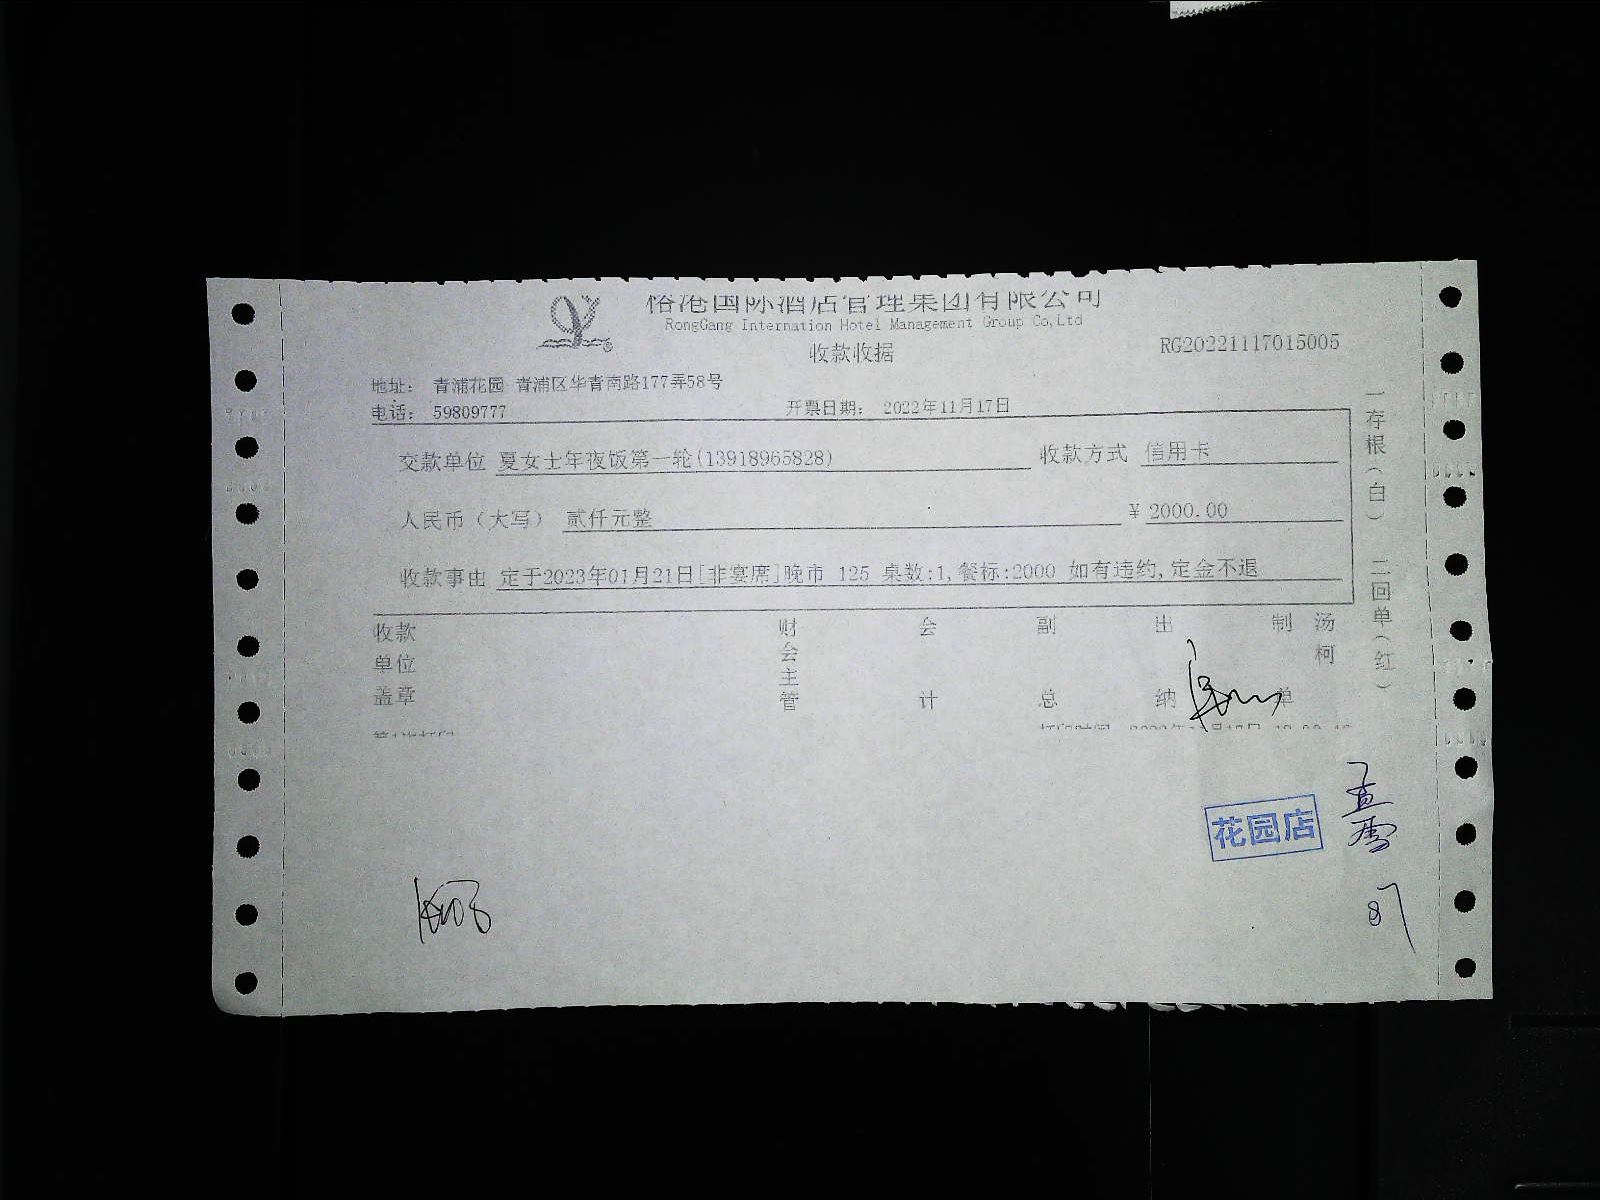 榕港国际酒店管理集团有限公司
RongGang Internation Hotel Management Group Co,Ltd
收款收据
RG20221117015005
地址： 青浦花园 青浦区华青南路177弄58号
电话： 59809777 开票日期： 2022年11月17日
交款单位 夏女士年夜饭第一轮(13918965828) 收款方式 信用卡
人民币（大写） 贰仟元整 ¥ 2000.00
收款事由 定于2023年01月21日[非宴席]晚市 125 桌数:1,餐标:2000 如有违约,定金不退
收款单位盖章 财会主管 会计 副总 出纳 制单 汤柯
一存根（白） 二回单（红）
花园店
孟雪
87